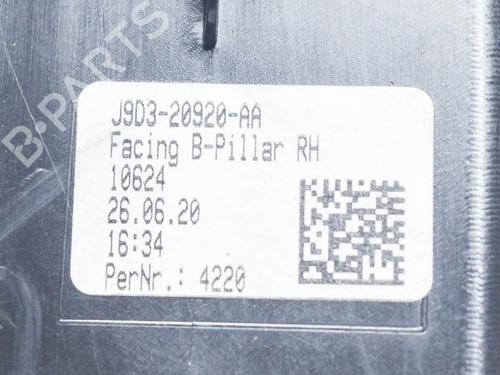 B-PARTS
J9D3-20920-AA
Facing B-Pillar RH
10624
26.06.20
16:34
PerNr.: 4220